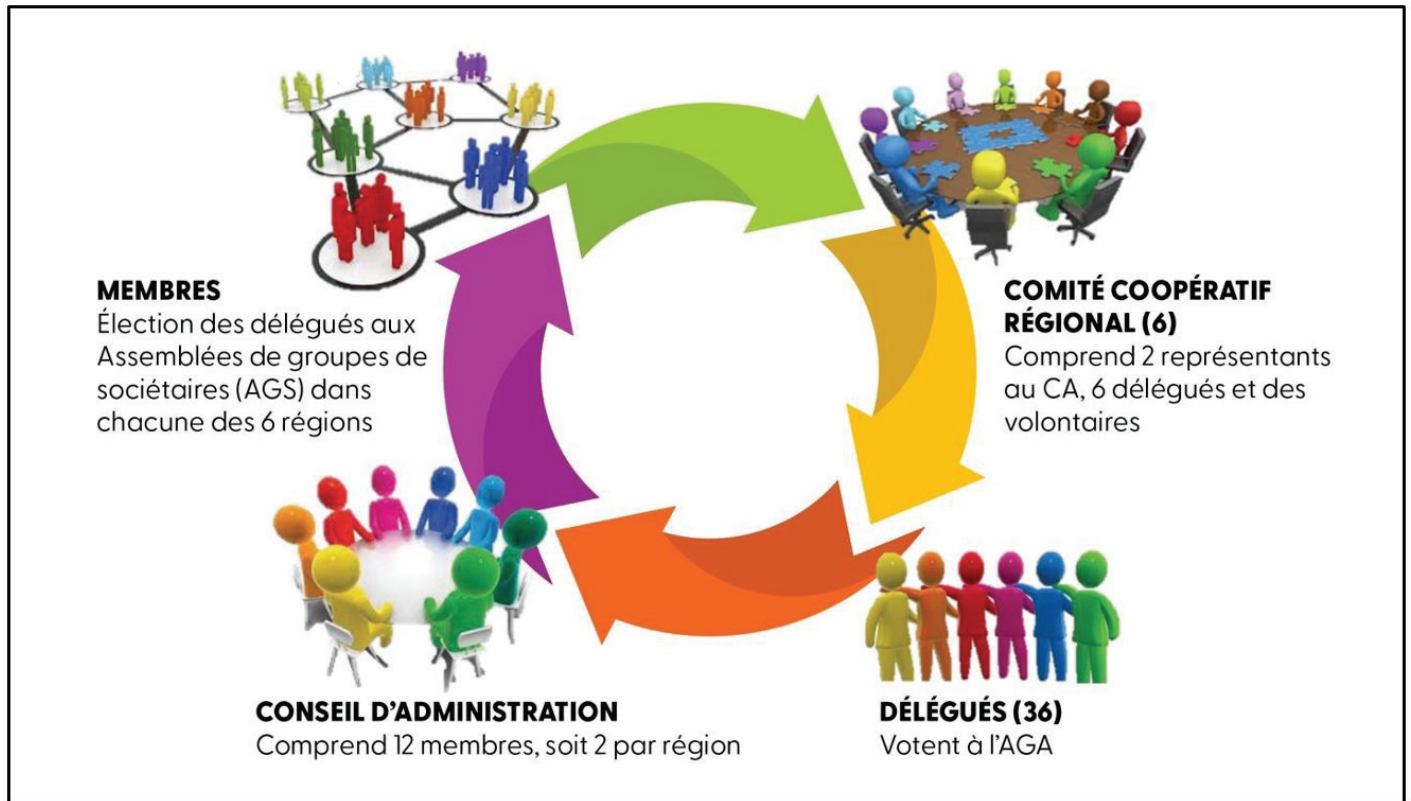 MEMBRES
Élection des délégués aux
Assemblées de groupes de
sociétaires (AGS) dans
chacune des 6 régions
COMITÉ COOPÉRATIF
RÉGIONAL (6)
Comprend 2 représentants
au CA, 6 délégués et des
volontaires
CONSEIL D’ADMINISTRATION
Comprend 12 membres, soit 2 par région
DÉLÉGUÉS (36)
Votent à l’AGA